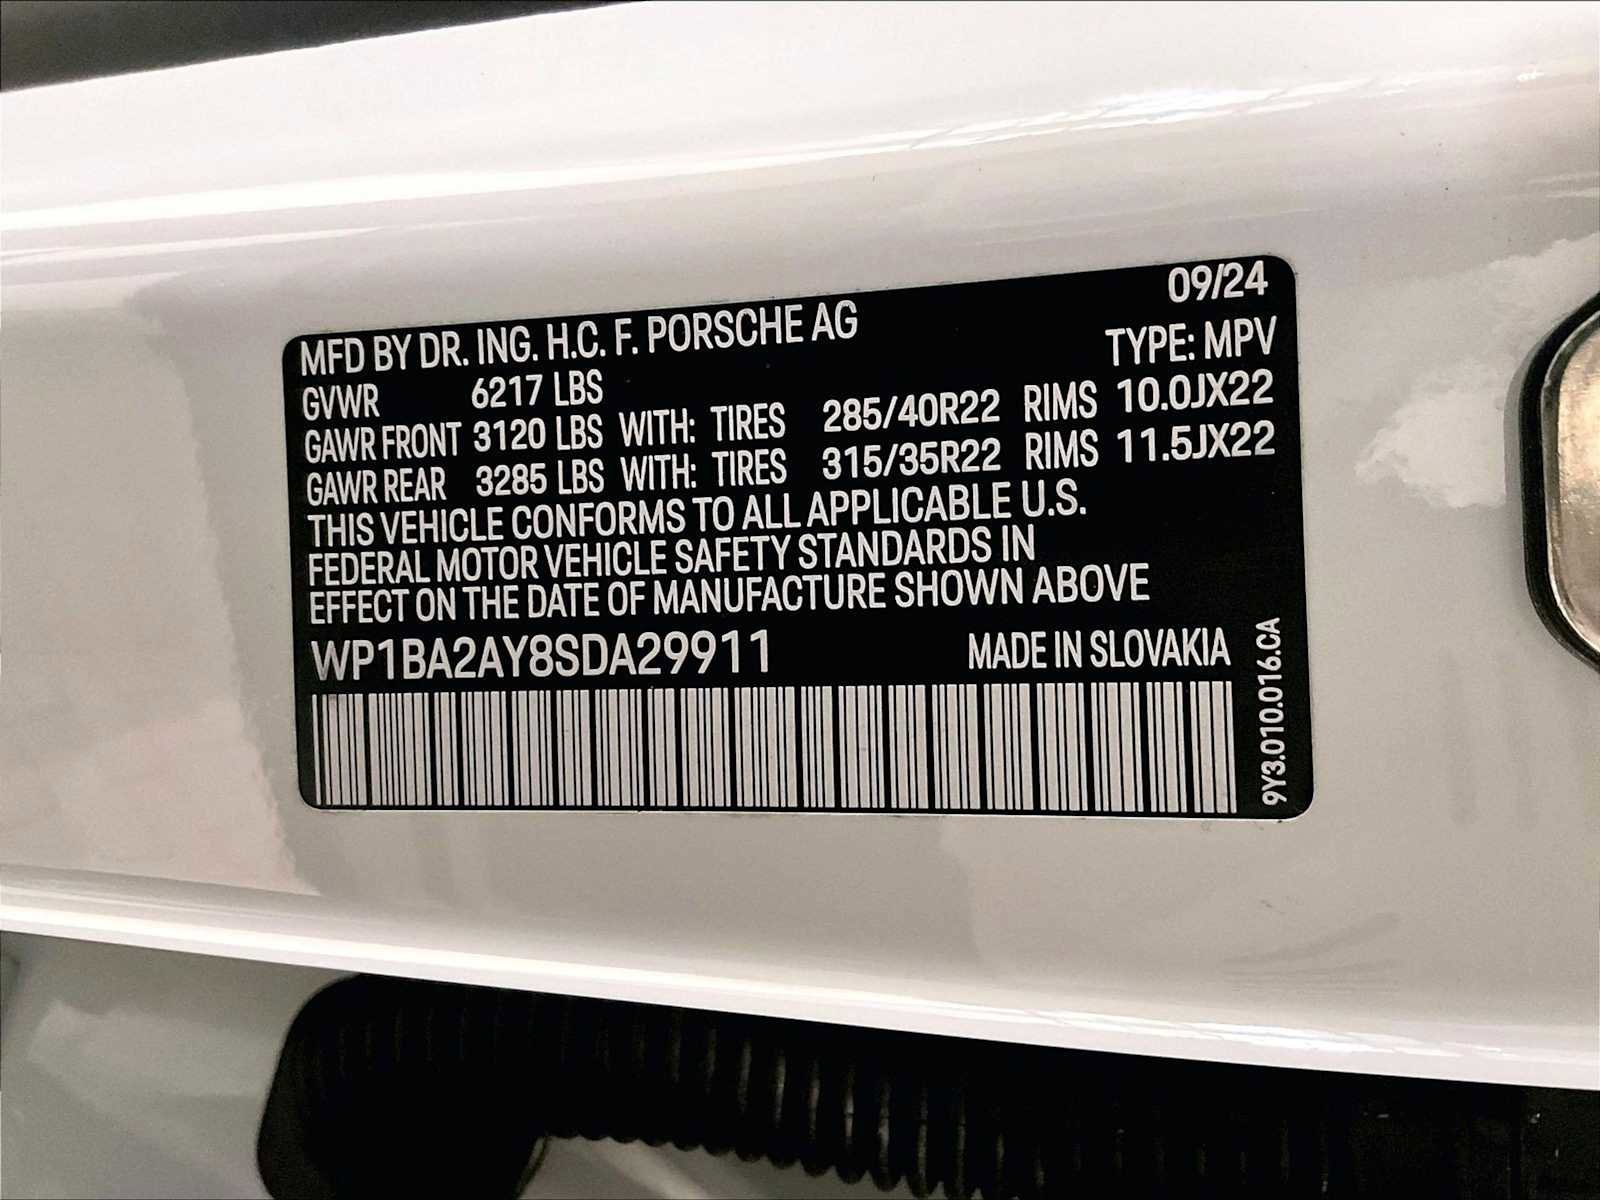 09/24
MFD BY DR. ING. H.C. F. PORSCHE AG
TYPE: MPV
GVWR 6217 LBS
GAWR FRONT 3120 LBS WITH: TIRES 285/40R22 RIMS 10.0JX22
GAWR REAR 3285 LBS WITH: TIRES 315/35R22 RIMS 11.5JX22
THIS VEHICLE CONFORMS TO ALL APPLICABLE U.S.
FEDERAL MOTOR VEHICLE SAFETY STANDARDS IN
EFFECT ON THE DATE OF MANUFACTURE SHOWN ABOVE
WP1BA2AY8SDA29911 MADE IN SLOVAKIA
9Y3.010.016.CA